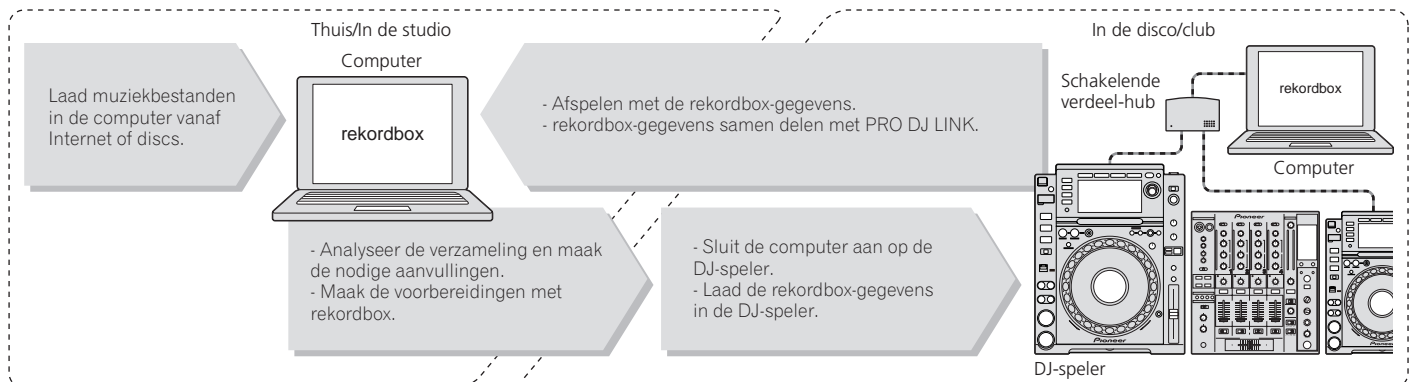 Thuis/In de studio
Computer
Laad muziekbestanden
in de computer vanaf
Internet of discs.
rekordbox
- Afspelen met de rekordbox-gegevens.
- rekordbox-gegevens samen delen met PRO DJ LINK.
- Analyseer de verzameling en maak
de nodige aanvullingen.
- Maak de voorbereidingen met
rekordbox.
- Sluit de computer aan op de
DJ-speler.
- Laad de rekordbox-gegevens
in de DJ-speler.
In de disco/club
Schakelende
verdeel-hub
rekordbox
Computer
Pioneer
Pioneer
DJ-speler